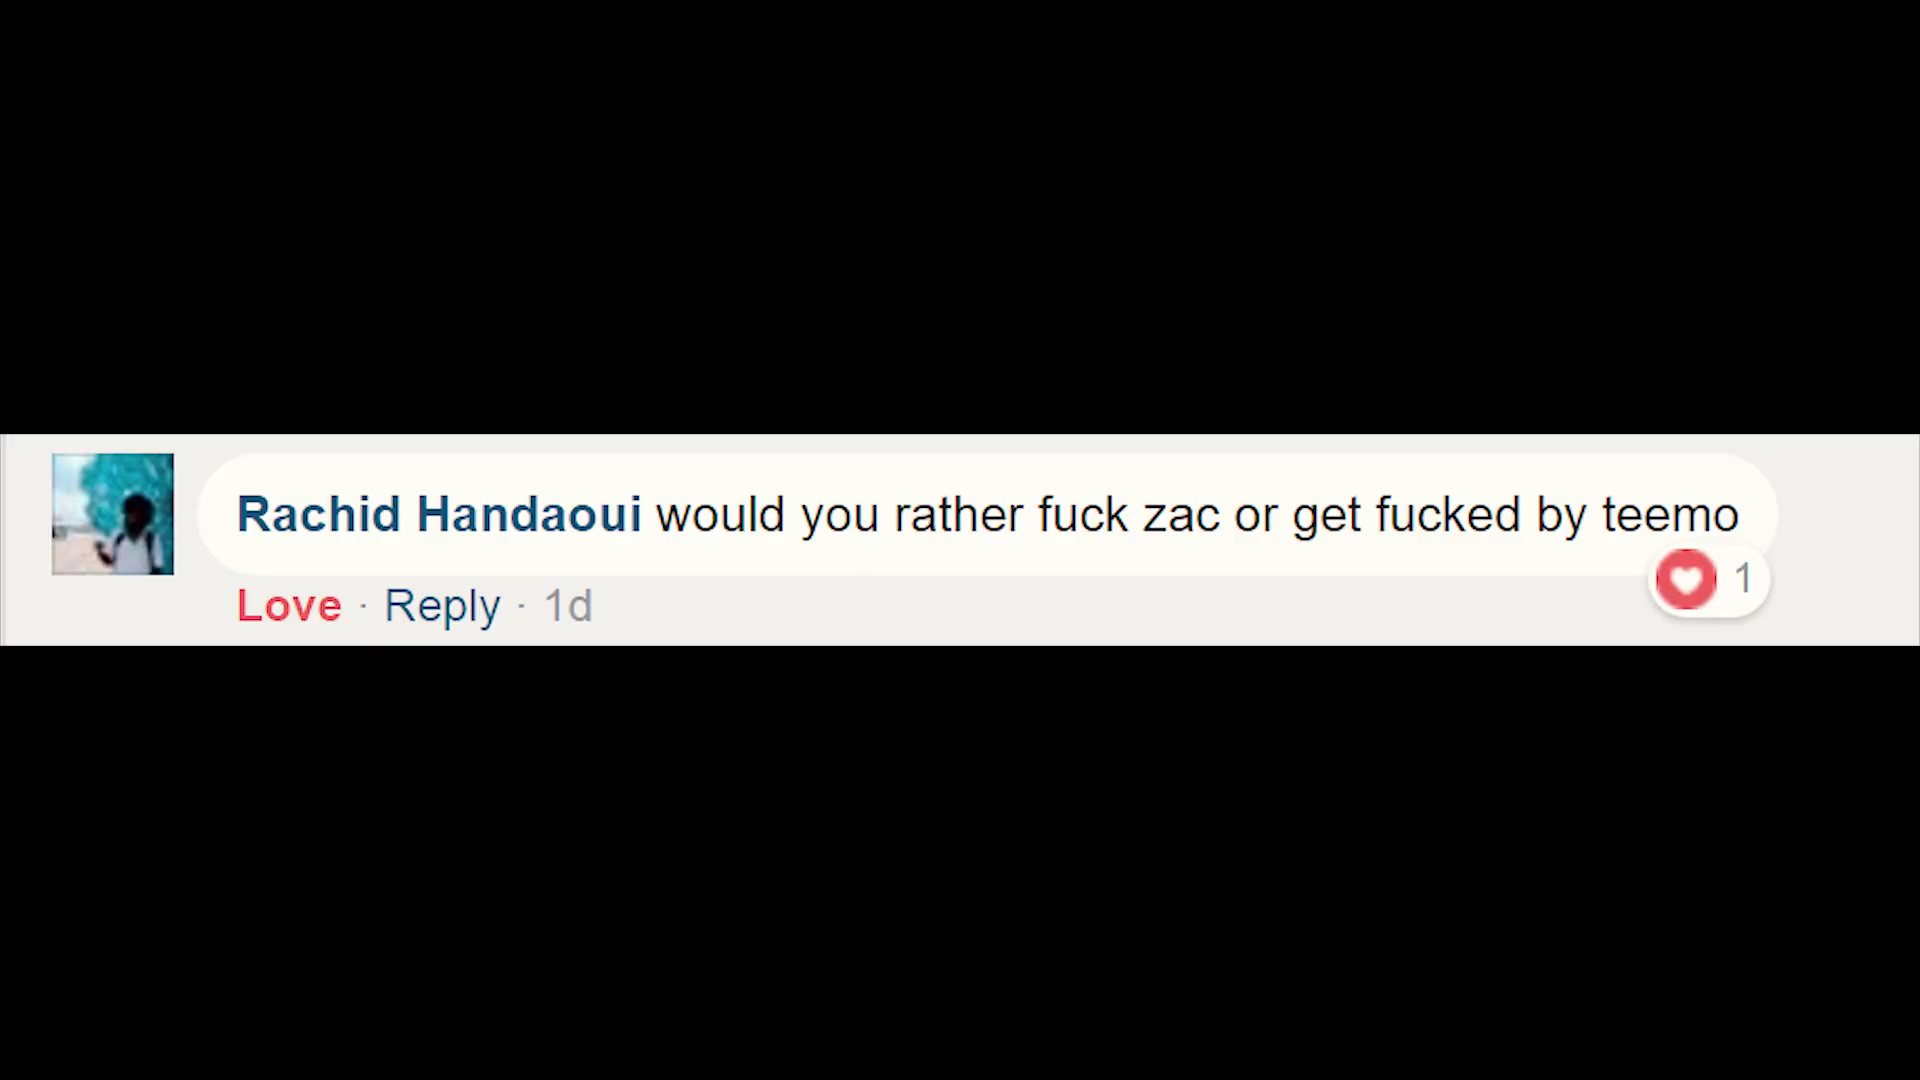 Rachid Handaoui would you rather fuck zac or get fucked by teemo
1
Love · Reply · 1d